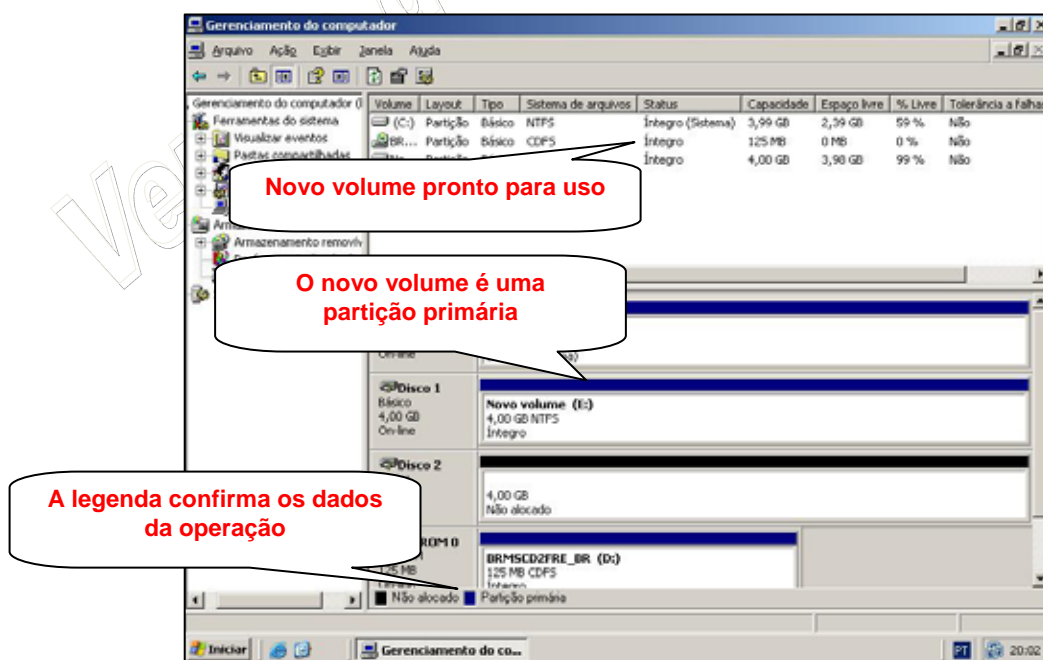 Gerenciamento do computador
Arquivo Ação Exibir Janela Ajuda
Gerenciamento do computador (l
Ferramentas do sistema
Visualizar eventos
Pastas compartilhadas
Armazenamento removív
Volume Layout Tipo Sistema de arquivos Status Capacidade Espaço livre % Livre Tolerância a falhas
(C:) Partição Básico NTFS Íntegro (Sistema) 3,99 GB 2,39 GB 59 % Não
BR... Partição Básico CDFS Íntegro 125 MB 0 MB 0 % Não
Íntegro 4,00 GB 3,98 GB 99 % Não
Novo volume pronto para uso
O novo volume é uma
partição primária
On-line
Disco 1
Básico
4,00 GB
On-line
Novo volume (E:)
4,00 GB NTFS
Íntegro
Disco 2
4,00 GB
Não alocado
A legenda confirma os dados
da operação
ROM 0
125 MB
BRMSCD2FRE_BR (D:)
125 MB CDFS
Íntegro
Não alocado Partição primária
Iniciar
Gerenciamento do co...
PT
20:02